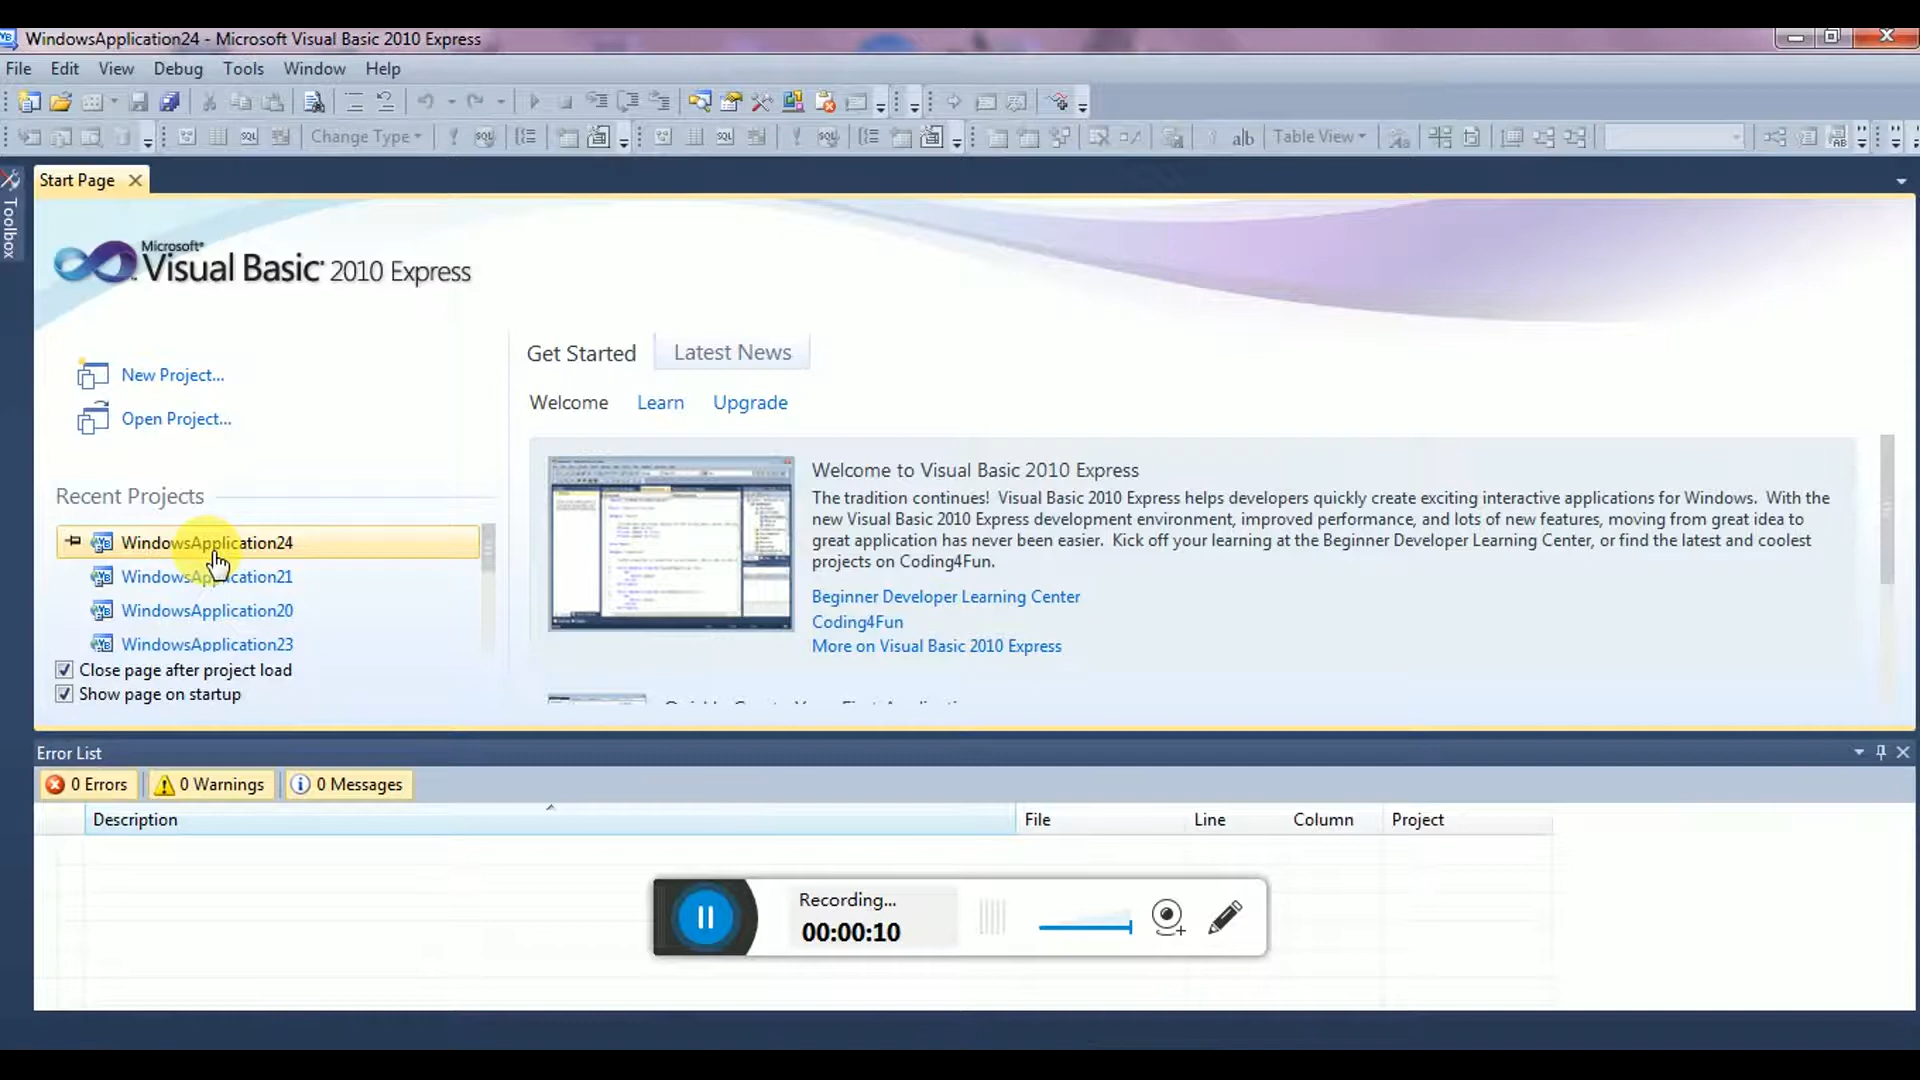 WindowsApplication24 - Microsoft Visual Basic 2010 Express
File Edit View Debug Tools Window Help
Change Type
Table View
Start Page
Toolbox
Microsoft®
Visual Basic® 2010 Express
New Project...
Open Project...
Recent Projects
WindowsApplication24
WindowsApplication21
WindowsApplication20
WindowsApplication23
Close page after project load
Show page on startup
Get Started Latest News
Welcome Learn Upgrade
Welcome to Visual Basic 2010 Express
The tradition continues! Visual Basic 2010 Express helps developers quickly create exciting interactive applications for Windows. With the
new Visual Basic 2010 Express development environment, improved performance, and lots of new features, moving from great idea to
great application has never been easier. Kick off your learning at the Beginner Developer Learning Center, or find the latest and coolest
projects on Coding4Fun.
Beginner Developer Learning Center
Coding4Fun
More on Visual Basic 2010 Express
Error List
0 Errors 0 Warnings 0 Messages
Description File Line Column Project
Recording...
00:00:10